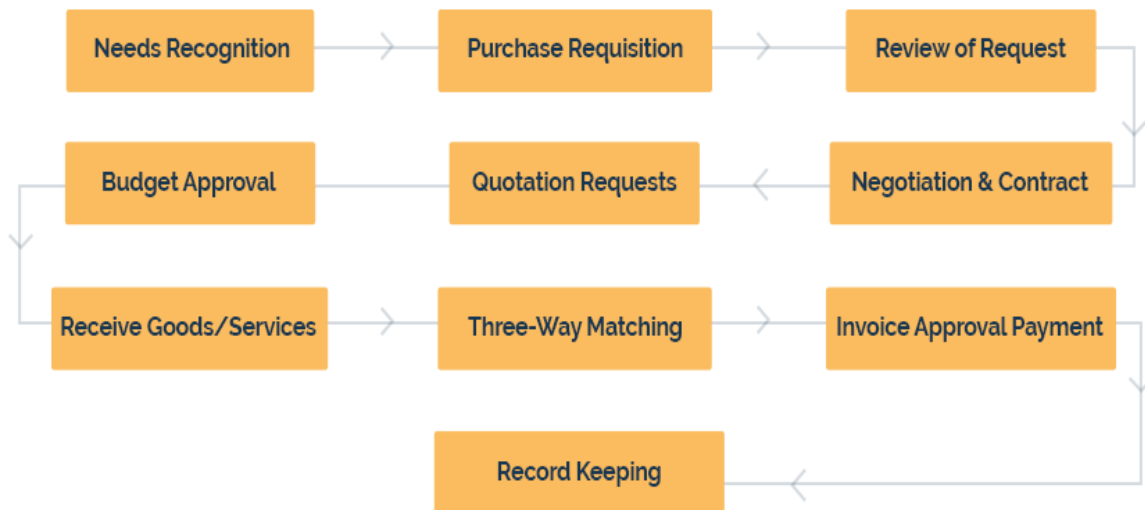 Needs Recognition
Purchase Requisition
Review of Request
Budget Approval
Quotation Requests
Negotiation & Contract
Receive Goods/Services
Three-Way Matching
Invoice Approval Payment
Record Keeping